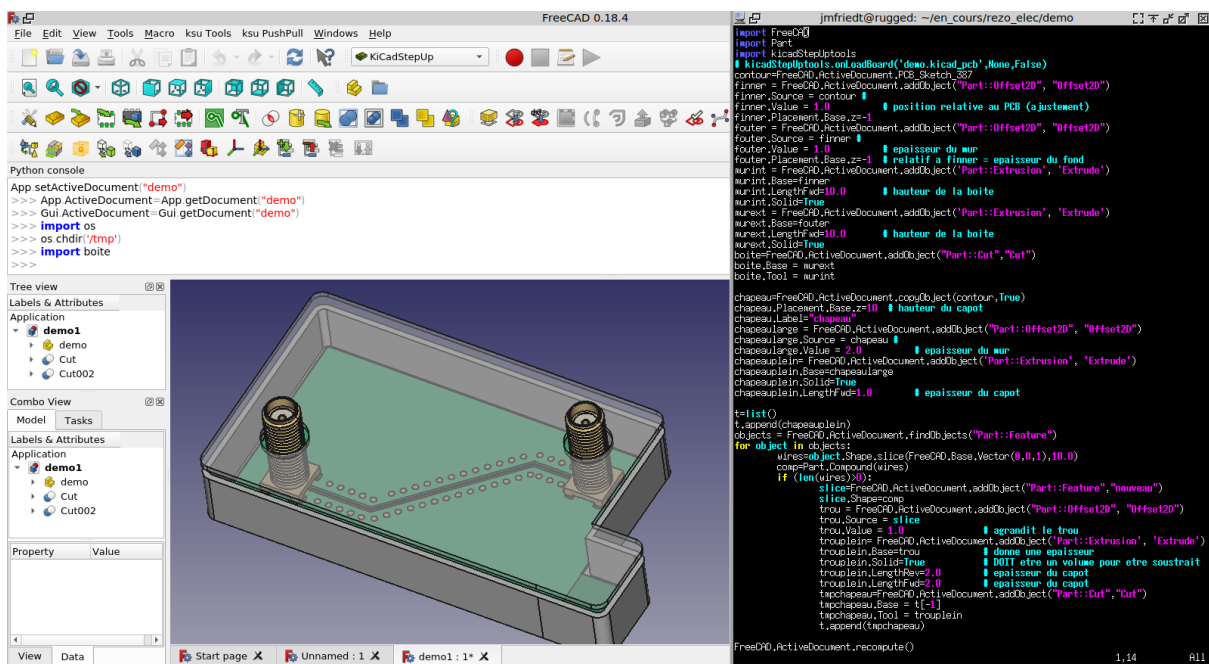 FreeCAD 0.18.4
File Edit View Tools Macro ksu Tools ksu PushPull Windows Help
KiCadStepUp
Python console
App.setActiveDocument("demo")
>>> App.ActiveDocument=App.getDocument("demo")
>>> Gui.ActiveDocument=Gui.getDocument("demo")
>>> import os
>>> os.chdir('/tmp')
>>> import boite
>>>
Tree view
Labels & Attributes
Application
demo1
demo
Cut
Cut002
Combo View
Model Tasks
Labels & Attributes
Application
demo1
demo
Cut
Cut002
Property Value
View Data
Start page X Unnamed : 1 X demo1 : 1* X
jmfriedt@rugged: ~/en_cours/rezo_elec/demo
import FreeCAD
import Part
import kicadStepUptools
# kicadStepUptools.onLoadBoard('demo.kicad_pcb',None,False)
contour=FreeCAD.ActiveDocument.PCB_Sketch_387
finner = FreeCAD.ActiveDocument.addObject("Part::Offset2D", "Offset2D")
finner.Source = contour #
finner.Value = 1.0 # position relative au PCB (ajustement)
finner.Placement.Base.z=-1
fouter = FreeCAD.ActiveDocument.addObject("Part::Offset2D", "Offset2D")
fouter.Source = finner #
fouter.Value = 1.0 # epaisseur du mur
fouter.Placement.Base.z=-1 # relatif a finner = epaisseur du fond
murint = FreeCAD.ActiveDocument.addObject('Part::Extrusion', 'Extrude')
murint.Base=finner
murint.LengthFwd=10.0 # hauteur de la boite
murint.Solid=True
murext = FreeCAD.ActiveDocument.addObject('Part::Extrusion', 'Extrude')
murext.Base=fouter
murext.LengthFwd=10.0 # hauteur de la boite
murext.Solid=True
boite=FreeCAD.ActiveDocument.addObject("Part::Cut","Cut")
boite.Base = murext
boite.Tool = murint
chapeau=FreeCAD.ActiveDocument.copyObject(contour,True)
chapeau.Placement.Base.z=10 # hauteur du capot
chapeau.Label="chapeau"
chapeaularge = FreeCAD.ActiveDocument.addObject("Part::Offset2D", "Offset2D")
chapeaularge.Source = chapeau #
chapeaularge.Value = 2.0 # epaisseur du mur
chapeauplein= FreeCAD.ActiveDocument.addObject('Part::Extrusion', 'Extrude')
chapeauplein.Base=chapeaularge
chapeauplein.Solid=True
chapeauplein.LengthFwd=1.0 # epaisseur du capot
t=list()
t.append(chapeauplein)
objects = FreeCAD.ActiveDocument.findObjects("Part::Feature")
for object in objects:
wires=object.Shape.slice(FreeCAD.Base.Vector(0,0,1),10.0)
comp=Part.Compound(wires)
if (len(wires)>0):
slice=FreeCAD.ActiveDocument.addObject("Part::Feature","nouveau")
slice.Shape=comp
trou = FreeCAD.ActiveDocument.addObject("Part::Offset2D", "Offset2D")
trou.Source = slice
trou.Value = 1.0 # agrandit le trou
trouplein= FreeCAD.ActiveDocument.addObject('Part::Extrusion', 'Extrude')
trouplein.Base=trou # donne une epaisseur
trouplein.Solid=True # DOIT etre un volume pour etre soustrait
trouplein.LengthRev=2.0 # epaisseur du capot
trouplein.LengthFwd=2.0 # epaisseur du capot
tmpchapeau=FreeCAD.ActiveDocument.addObject("Part::Cut","Cut")
tmpchapeau.Base = t[-1]
tmpchapeau.Tool = trouplein
t.append(tmpchapeau)
FreeCAD.ActiveDocument.recompute()
1,14 All